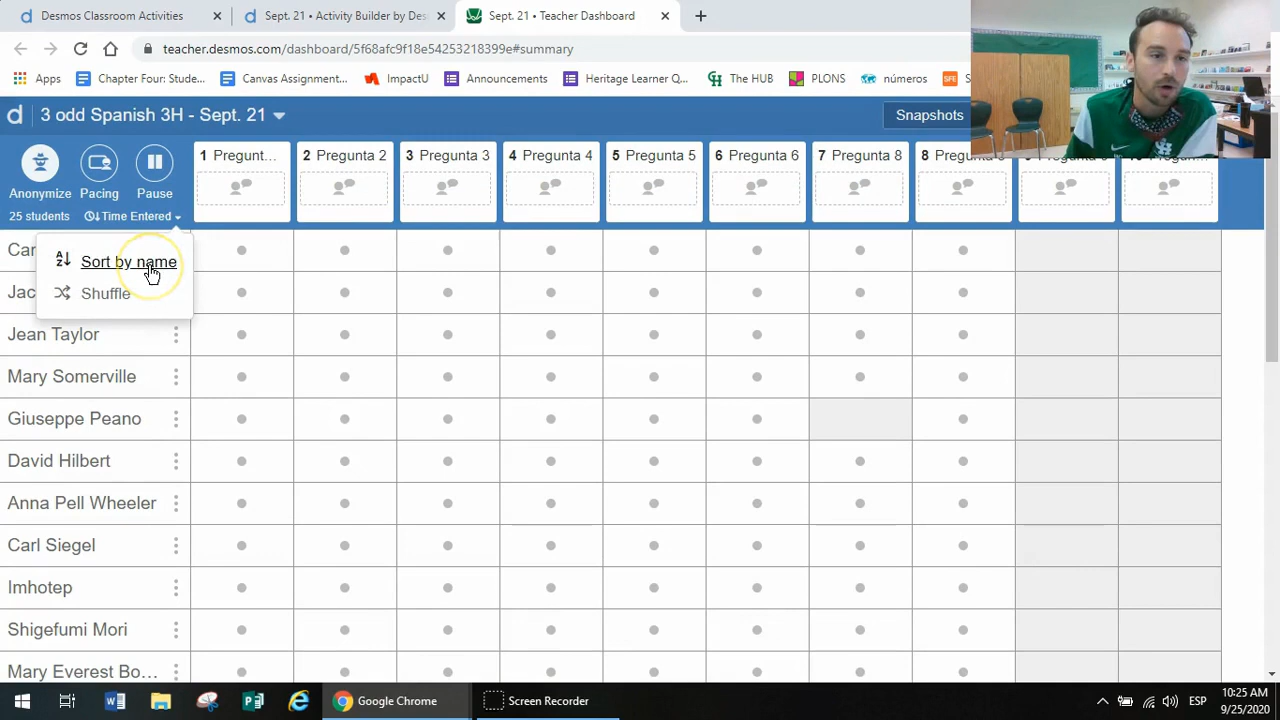 Desmos Classroom Activities
Sept. 21 • Activity Builder by Des
Sept. 21 • Teacher Dashboard
teacher.desmos.com/dashboard/5f68afc9f18e54253218399e#summary
Apps
Chapter Four: Stude...
Canvas Assignment...
ImpactU
Announcements
Heritage Learner Q...
The HUB
PLONS
números
SFE
d
3 odd Spanish 3H - Sept. 21
Snapshots
Anonymize
Pacing
Pause
25 students
Time Entered
1 Pregunt...
2 Pregunta 2
3 Pregunta 3
4 Pregunta 4
5 Pregunta 5
6 Pregunta 6
7 Pregunta 8
Sort by name
Shuffle
Car
Jac
Jean Taylor
Mary Somerville
Giuseppe Peano
David Hilbert
Anna Pell Wheeler
Carl Siegel
Imhotep
Shigefumi Mori
Mary Everest Bo...
Google Chrome
Screen Recorder
ESP
10:25 AM
9/25/2020